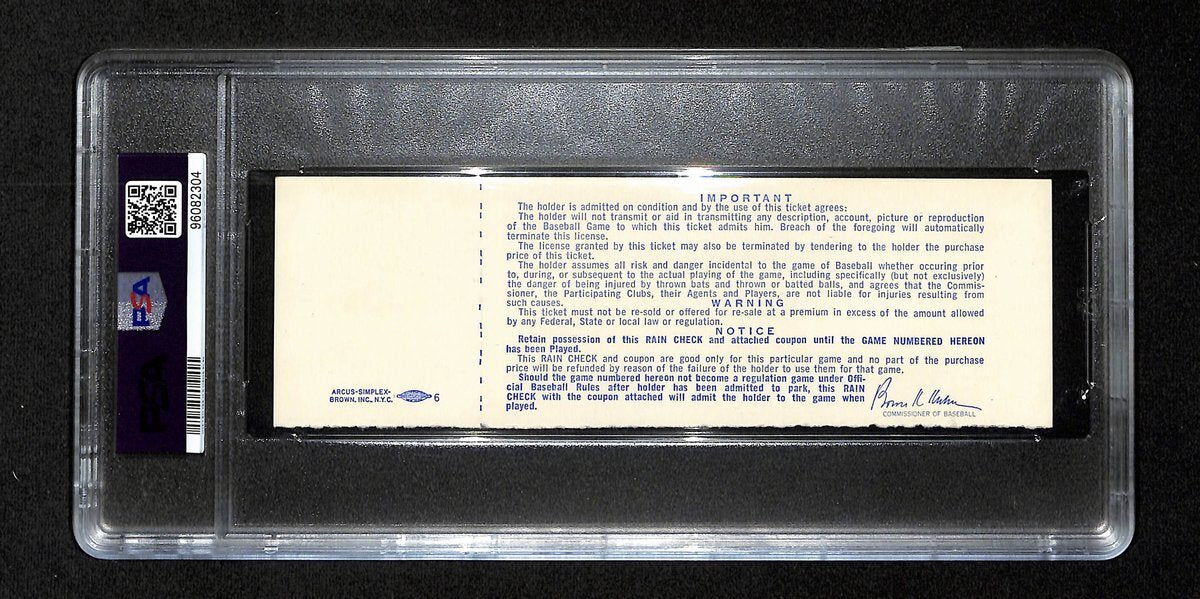 96082304
PSA
IMPORTANT
The holder is admitted on condition and by the use of this ticket agrees:
The holder will not transmit or aid in transmitting any description, account, picture or reproduction
of the Baseball Game to which this ticket admits him. Breach of the foregoing will automatically
terminate this license.
The license granted by this ticket may also be terminated by tendering to the holder the purchase
price of this ticket.
The holder assumes all risk and danger incidental to the game of Baseball whether occuring prior
to, during, or subsequent to the actual playing of the game, including specifically (but not exclusively)
the danger of being injured by thrown bats and thrown or batted balls, and agrees that the Commis-
sioner, the Participating Clubs, their Agents and Players, are not liable for injuries resulting from
such causes.
WARNING
This ticket must not be re-sold or offered for re-sale at a premium in excess of the amount allowed
by any Federal, State or local law or regulation.
NOTICE
Retain possession of this RAIN CHECK and attached coupon until the GAME NUMBERED HEREON
has been Played.
This RAIN CHECK and coupon are good only for this particular game and no part of the purchase
price will be refunded by reason of the failure of the holder to use them for that game.
Should the game numbered hereon not become a regulation game under Offi-
cial Baseball Rules after holder has been admitted to park, this RAIN
CHECK with the coupon attached will admit the holder to the game when
played.
COMMISSIONER OF BASEBALL
ARCUS-SIMPLEX-
BROWN, INC., N.Y.C. 6